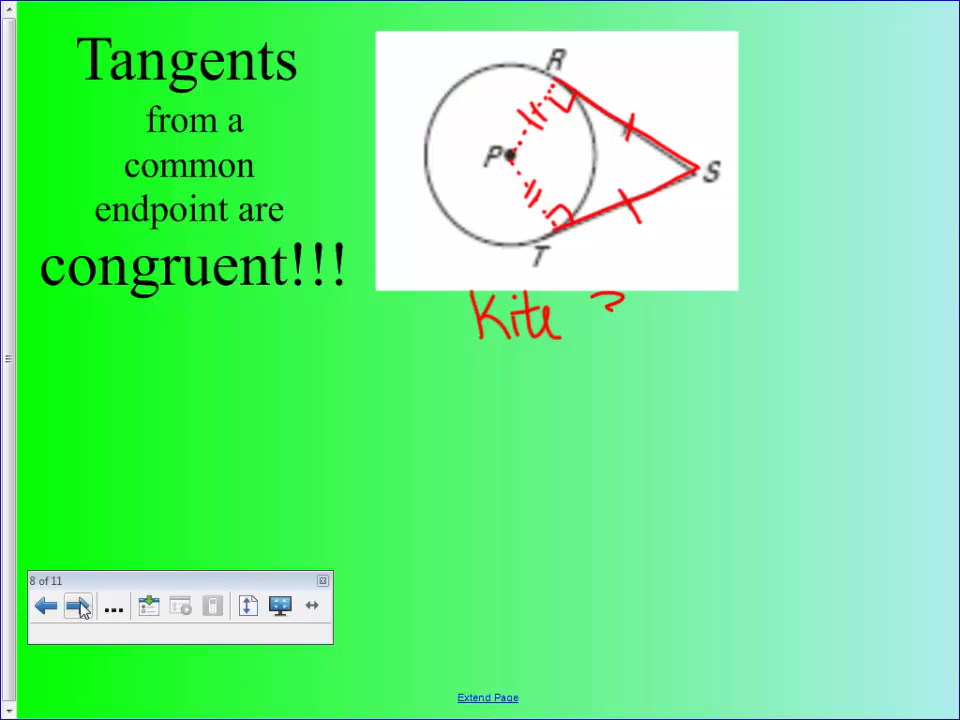 Tangents
from a
common
endpoint are
congruent!!!
R
P
S
T
Kite ?
8 of 11
Extend Page